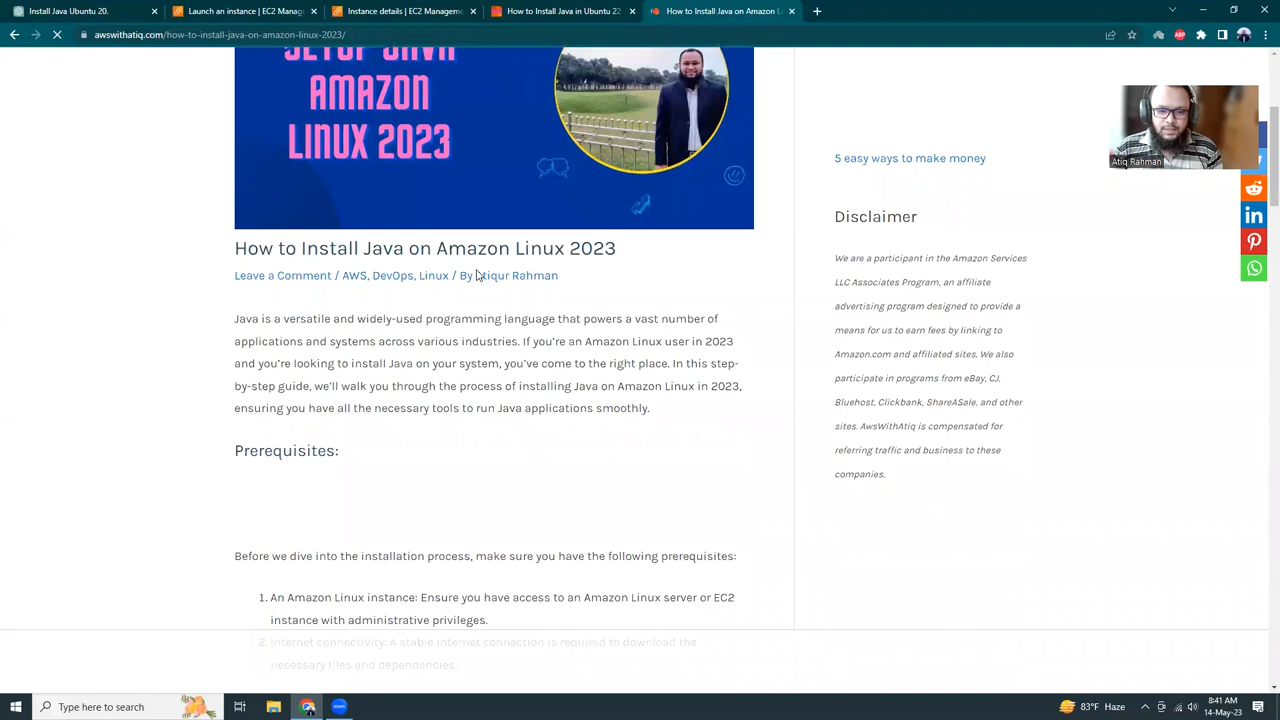 Install Java Ubuntu 20.
Launch an instance | EC2 Manag
Instance details | EC2 Managem
How to Install Java in Ubuntu 22
How to Install Java on Amazon L
awswithatiq.com/how-to-install-java-on-amazon-linux-2023/
SETUP JAVA
AMAZON
LINUX 2023
Atiq Rahman
5 easy ways to make money
Disclaimer
We are a participant in the Amazon Services
LLC Associates Program, an affiliate
advertising program designed to provide a
means for us to earn fees by linking to
Amazon.com and affiliated sites. We also
participate in programs from eBay, CJ,
Bluehost, Clickbank, ShareASale, and other
sites. AwsWithAtiq is compensated for
referring traffic and business to these
companies.
How to Install Java on Amazon Linux 2023
Leave a Comment / AWS, DevOps, Linux / By Atiqur Rahman
Java is a versatile and widely-used programming language that powers a vast number of
applications and systems across various industries. If you're an Amazon Linux user in 2023
and you're looking to install Java on your system, you've come to the right place. In this step-
by-step guide, we'll walk you through the process of installing Java on Amazon Linux in 2023,
ensuring you have all the necessary tools to run Java applications smoothly.
Prerequisites:
Before we dive into the installation process, make sure you have the following prerequisites:
1. An Amazon Linux instance: Ensure you have access to an Amazon Linux server or EC2
instance with administrative privileges.
2. Internet connectivity: A stable internet connection is required to download the
necessary files and dependencies.
Type here to search
zoom
83°F Haze
8:41 AM
14-May-23